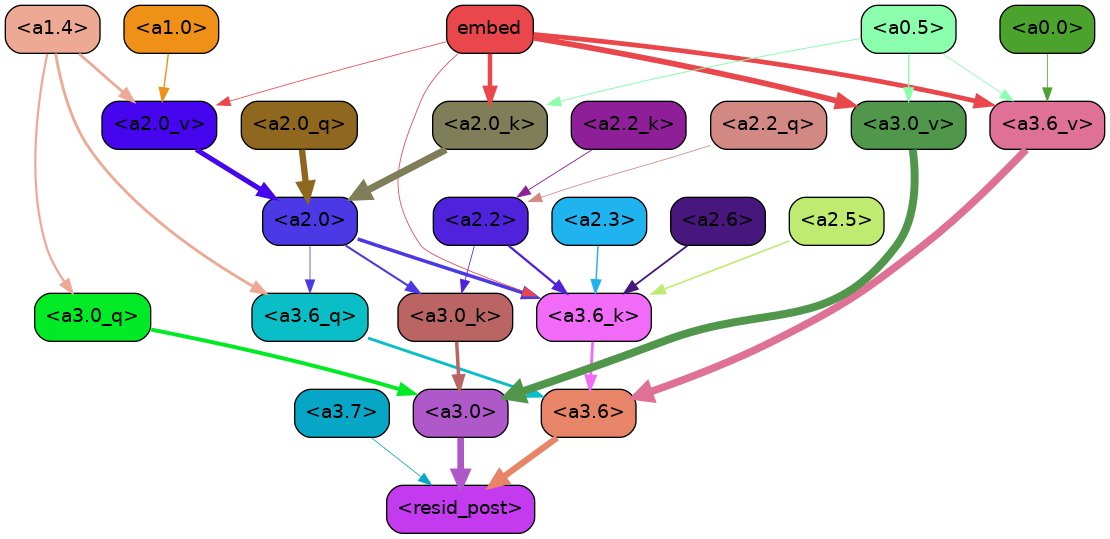 <a1.4> <a1.0> embed <a0.5> <a0.0>
<a2.0_v> <a2.0_q> <a2.0_k> <a2.2_k> <a2.2_q> <a3.0_v> <a3.6_v>
<a2.0> <a2.2> <a2.3> <a2.6> <a2.5>
<a3.0_q> <a3.6_q> <a3.0_k> <a3.6_k>
<a3.7> <a3.0> <a3.6>
<resid_post>